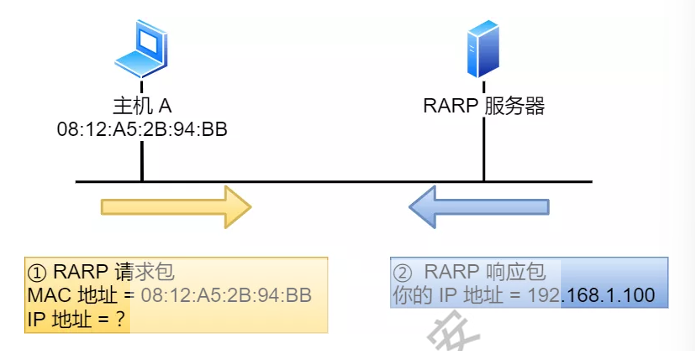 主机 A
08:12:A5:2B:94:BB
RARP 服务器
① RARP 请求包
MAC 地址 = 08:12:A5:2B:94:BB
IP 地址 = ？
② RARP 响应包
你的 IP 地址 = 192.168.1.100
安